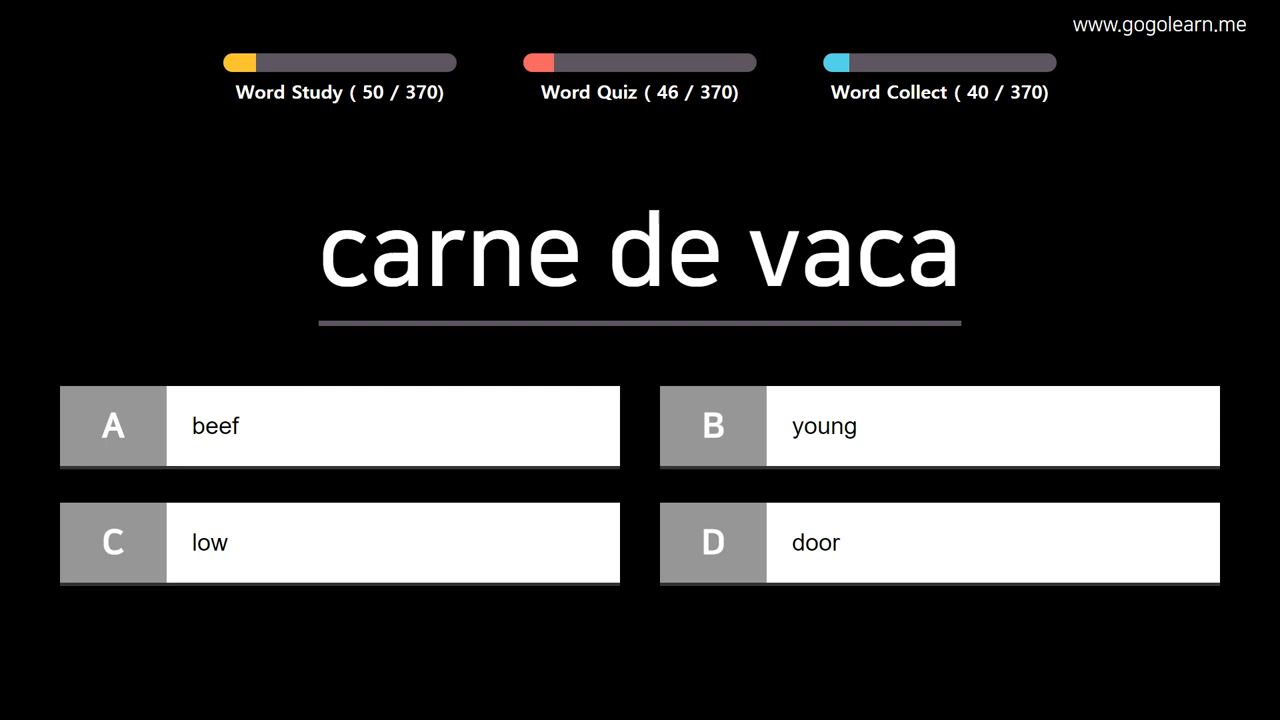 www.gogolearn.me
Word Study ( 50 / 370)
Word Quiz ( 46 / 370)
Word Collect ( 40 / 370)
carne de vaca
A beef
B young
C low
D door